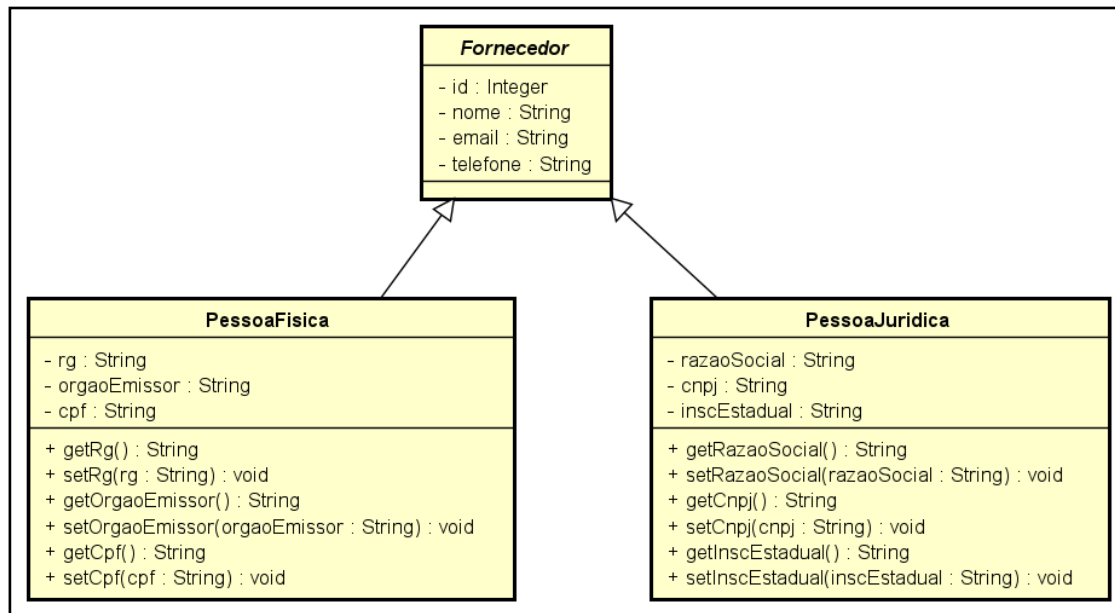 Fornecedor
- id : Integer
- nome : String
- email : String
- telefone : String
PessoaFisica
- rg : String
- orgaoEmissor : String
- cpf : String
+ getRg() : String
+ setRg(rg : String) : void
+ getOrgaoEmissor() : String
+ setOrgaoEmissor(orgaoEmissor : String) : void
+ getCpf() : String
+ setCpf(cpf : String) : void
PessoaJuridica
- razaoSocial : String
- cnpj : String
- inscEstadual : String
+ getRazaoSocial() : String
+ setRazaoSocial(razaoSocial : String) : void
+ getCnpj() : String
+ setCnpj(cnpj : String) : void
+ getInscEstadual() : String
+ setInscEstadual(inscEstadual : String) : void